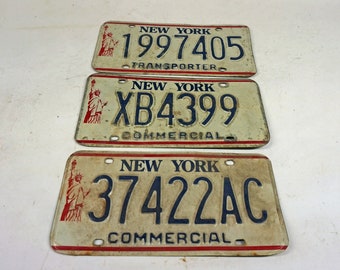 NEW YORK
1997405
TRANSPORTER
NEW YORK
XB4399
COMMERCIAL
NEW YORK
37422AC
COMMERCIAL